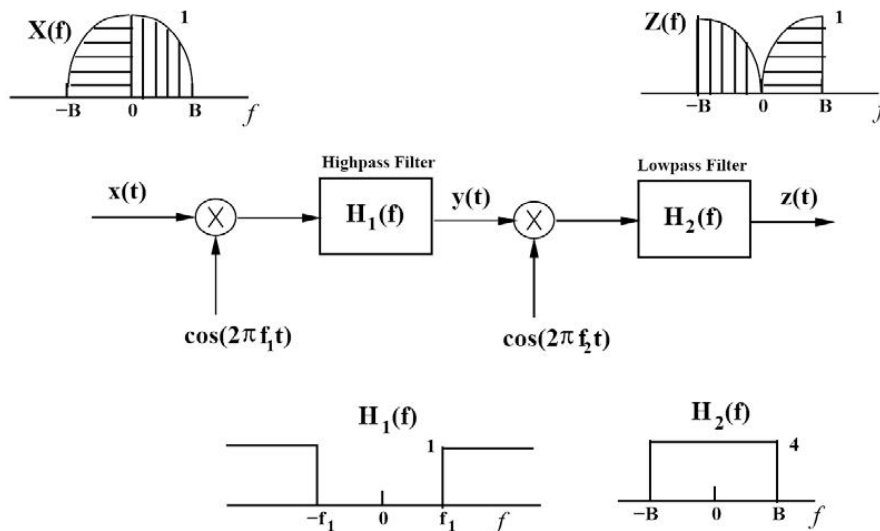 X(f) 1
−B 0 B f
Z(f) 1
−B 0 B f
Highpass Filter
Lowpass Filter
x(t)
X
H₁(f)
y(t)
X
H₂(f)
z(t)
cos(2πf₁t)
cos(2πf₂t)
H₁(f)
1
−f₁ 0 f₁ f
H₂(f)
4
−B 0 B f